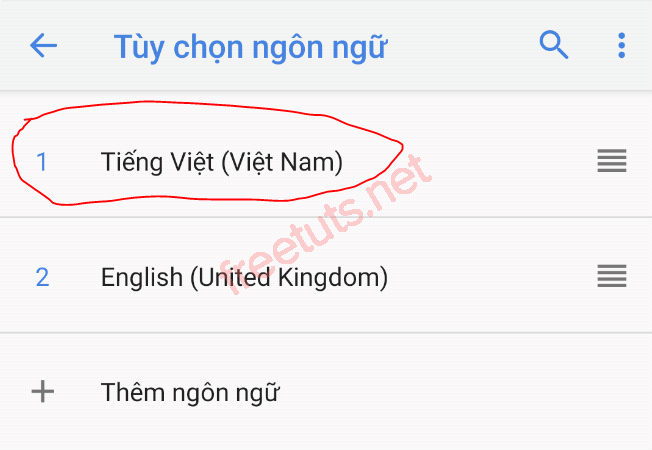 Tùy chọn ngôn ngữ
1 Tiếng Việt (Việt Nam)
freetuts.net
2 English (United Kingdom)
Thêm ngôn ngữ